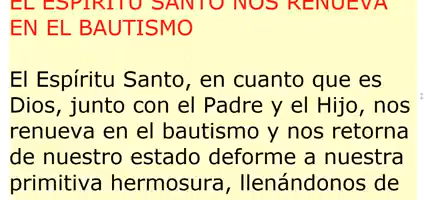 EL ESPÍRITU SANTO NOS RENUEVA
EN EL BAUTISMO
El Espíritu Santo, en cuanto que es
Dios, junto con el Padre y el Hijo, nos
renueva en el bautismo y nos retorna
de nuestro estado deforme a nuestra
primitiva hermosura, llenándonos de